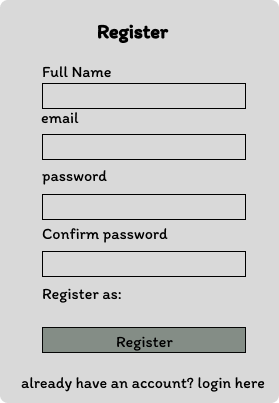 Register
Full Name
email
password
Confirm password
Register as:
Register
already have an account? login here